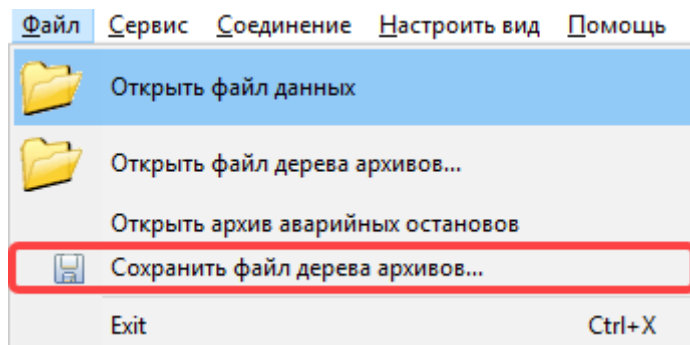 Файл Сервис Соединение Настроить вид Помощь
Открыть файл данных
Открыть файл дерева архивов...
Открыть архив аварийных остановов
Сохранить файл дерева архивов...
Exit Ctrl+X